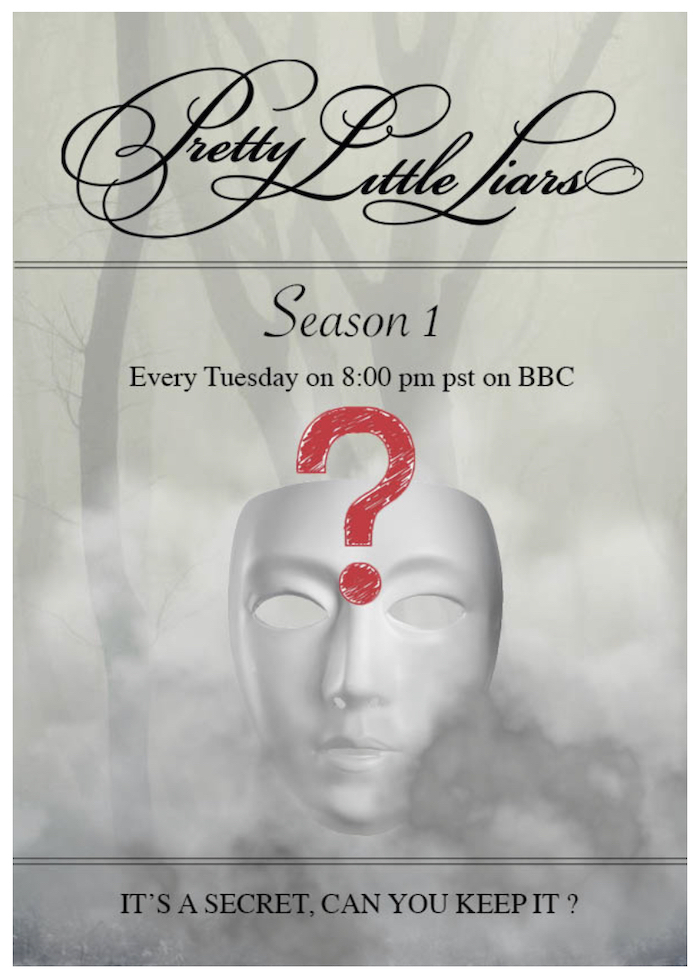 Pretty Little Liars
Season 1
Every Tuesday on 8:00 pm pst on BBC
?
IT'S A SECRET, CAN YOU KEEP IT ?